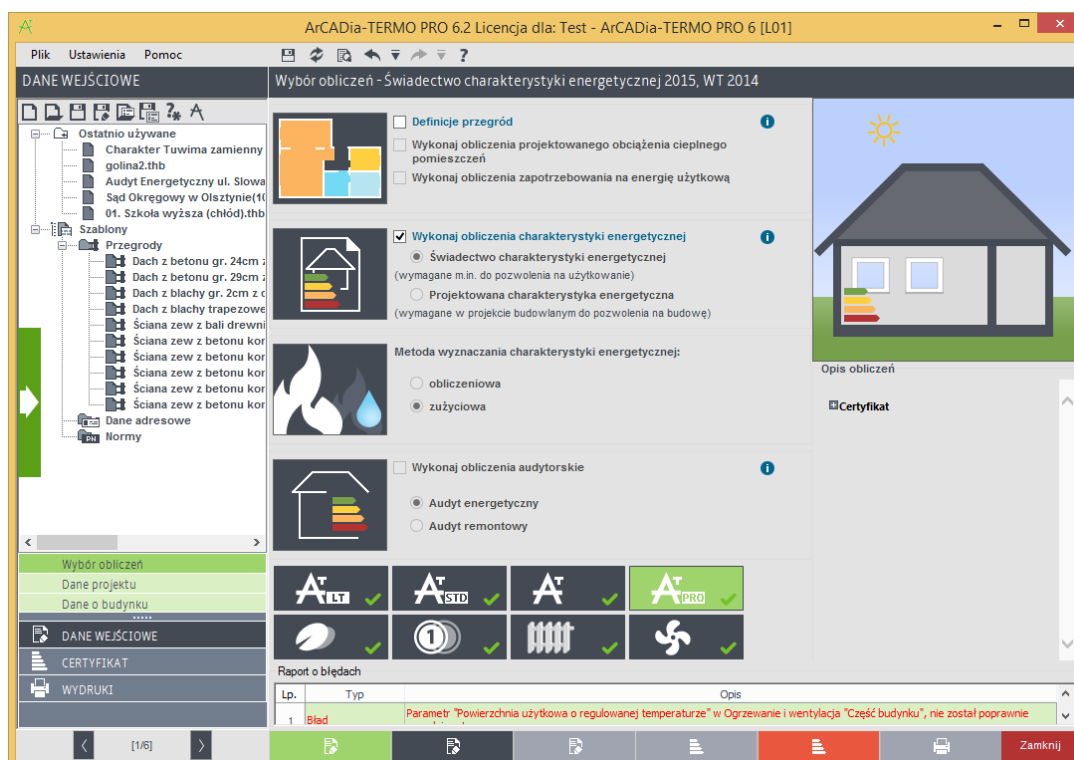 ArCADia-TERMO PRO 6.2 Licencja dla: Test - ArCADia-TERMO PRO 6 [L01]
Plik Ustawienia Pomoc
DANE WEJŚCIOWE
Wybór obliczeń - Świadectwo charakterystyki energetycznej 2015, WT 2014
Ostatnio używane
Charakter Tuwima zamienny
golina2.thb
Audyt Energetyczny ul. Slowa
Sąd Okręgowy w Olsztynie(1(
01. Szkoła wyższa (chłód).thb
Szablony
Przegrody
Dach z betonu gr. 24cm z
Dach z betonu gr. 29cm z
Dach z blachy gr. 2cm z c
Dach z blachy trapezowe
Ściana zew z bali drewni
Ściana zew z betonu kor
Ściana zew z betonu kor
Ściana zew z betonu kor
Ściana zew z betonu kor
Ściana zew z betonu kor
Dane adresowe
PN Normy
Wybór obliczeń
Dane projektu
Dane o budynku
DANE WEJŚCIOWE
CERTYFIKAT
WYDRUKI
[1/6]
Definicje przegród
Wykonaj obliczenia projektowanego obciążenia cieplnego
pomieszczeń
Wykonaj obliczenia zapotrzebowania na energię użytkową
Wykonaj obliczenia charakterystyki energetycznej
Świadectwo charakterystyki energetycznej
(wymagane m.in. do pozwolenia na użytkowanie)
Projektowana charakterystyka energetyczna
(wymagane w projekcie budowlanym do pozwolenia na budowę)
Metoda wyznaczania charakterystyki energetycznej:
obliczeniowa
zużyciowa
Wykonaj obliczenia audytorskie
Audyt energetyczny
Audyt remontowy
AT LT AT STD AT AT PRO
1
Opis obliczeń
Certyfikat
Raport o błędach
Lp. Typ Opis
1 Bład Parametr "Powierzchnia użytkowa o regulowanej temperaturze" w Ogrzewanie i wentylacja "Część budynku", nie został poprawnie
Zamknij